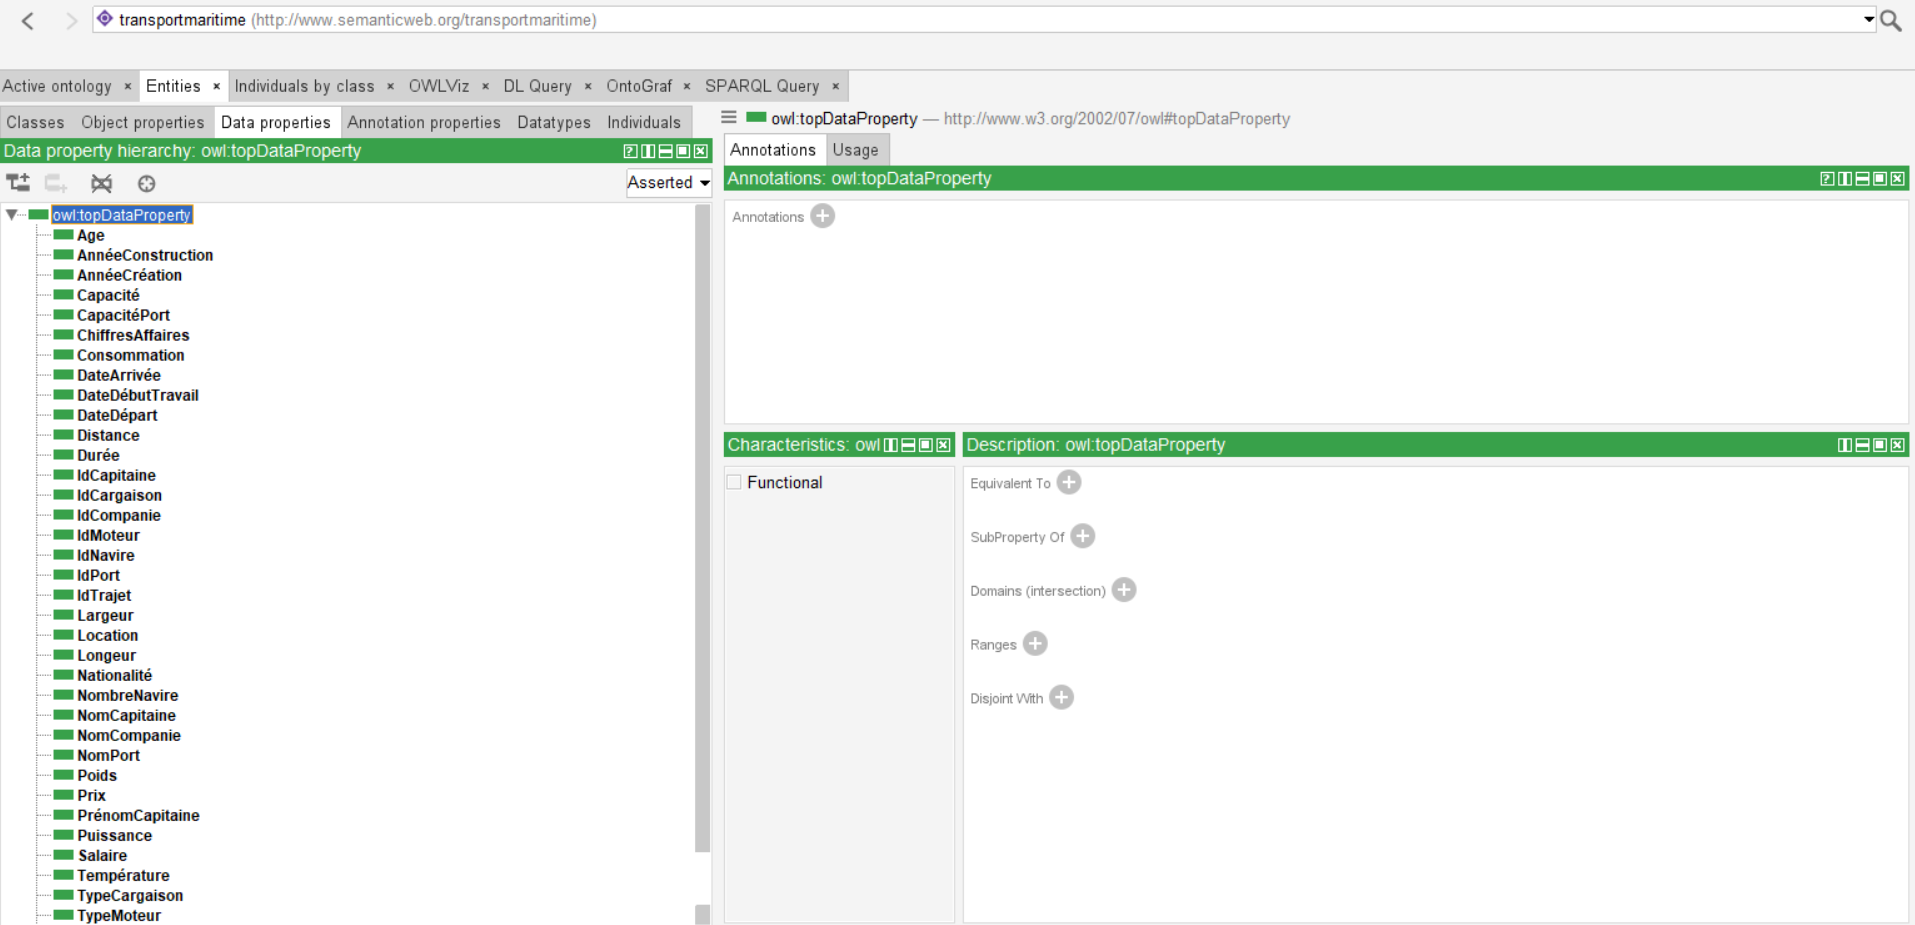 transportmaritime (http://www.semanticweb.org/transportmaritime)
Active ontology × Entities × Individuals by class × OWLViz × DL Query × OntoGraf × SPARQL Query ×
Classes Object properties Data properties Annotation properties Datatypes Individuals
Data property hierarchy: owl:topDataProperty
Asserted
owl:topDataProperty
Age
AnnéeConstruction
AnnéeCréation
Capacité
CapacitéPort
ChiffresAffaires
Consommation
DateArrivée
DateDébutTravail
DateDépart
Distance
Durée
IdCapitaine
IdCargaison
IdCompanie
IdMoteur
IdNavire
IdPort
IdTrajet
Largeur
Location
Longeur
Nationalité
NombreNavire
NomCapitaine
NomCompanie
NomPort
Poids
Prix
PrénomCapitaine
Puissance
Salaire
Température
TypeCargaison
TypeMoteur
owl:topDataProperty — http://www.w3.org/2002/07/owl#topDataProperty
Annotations Usage
Annotations: owl:topDataProperty
Annotations
Characteristics: owl
Functional
Description: owl:topDataProperty
Equivalent To
SubProperty Of
Domains (intersection)
Ranges
Disjoint With